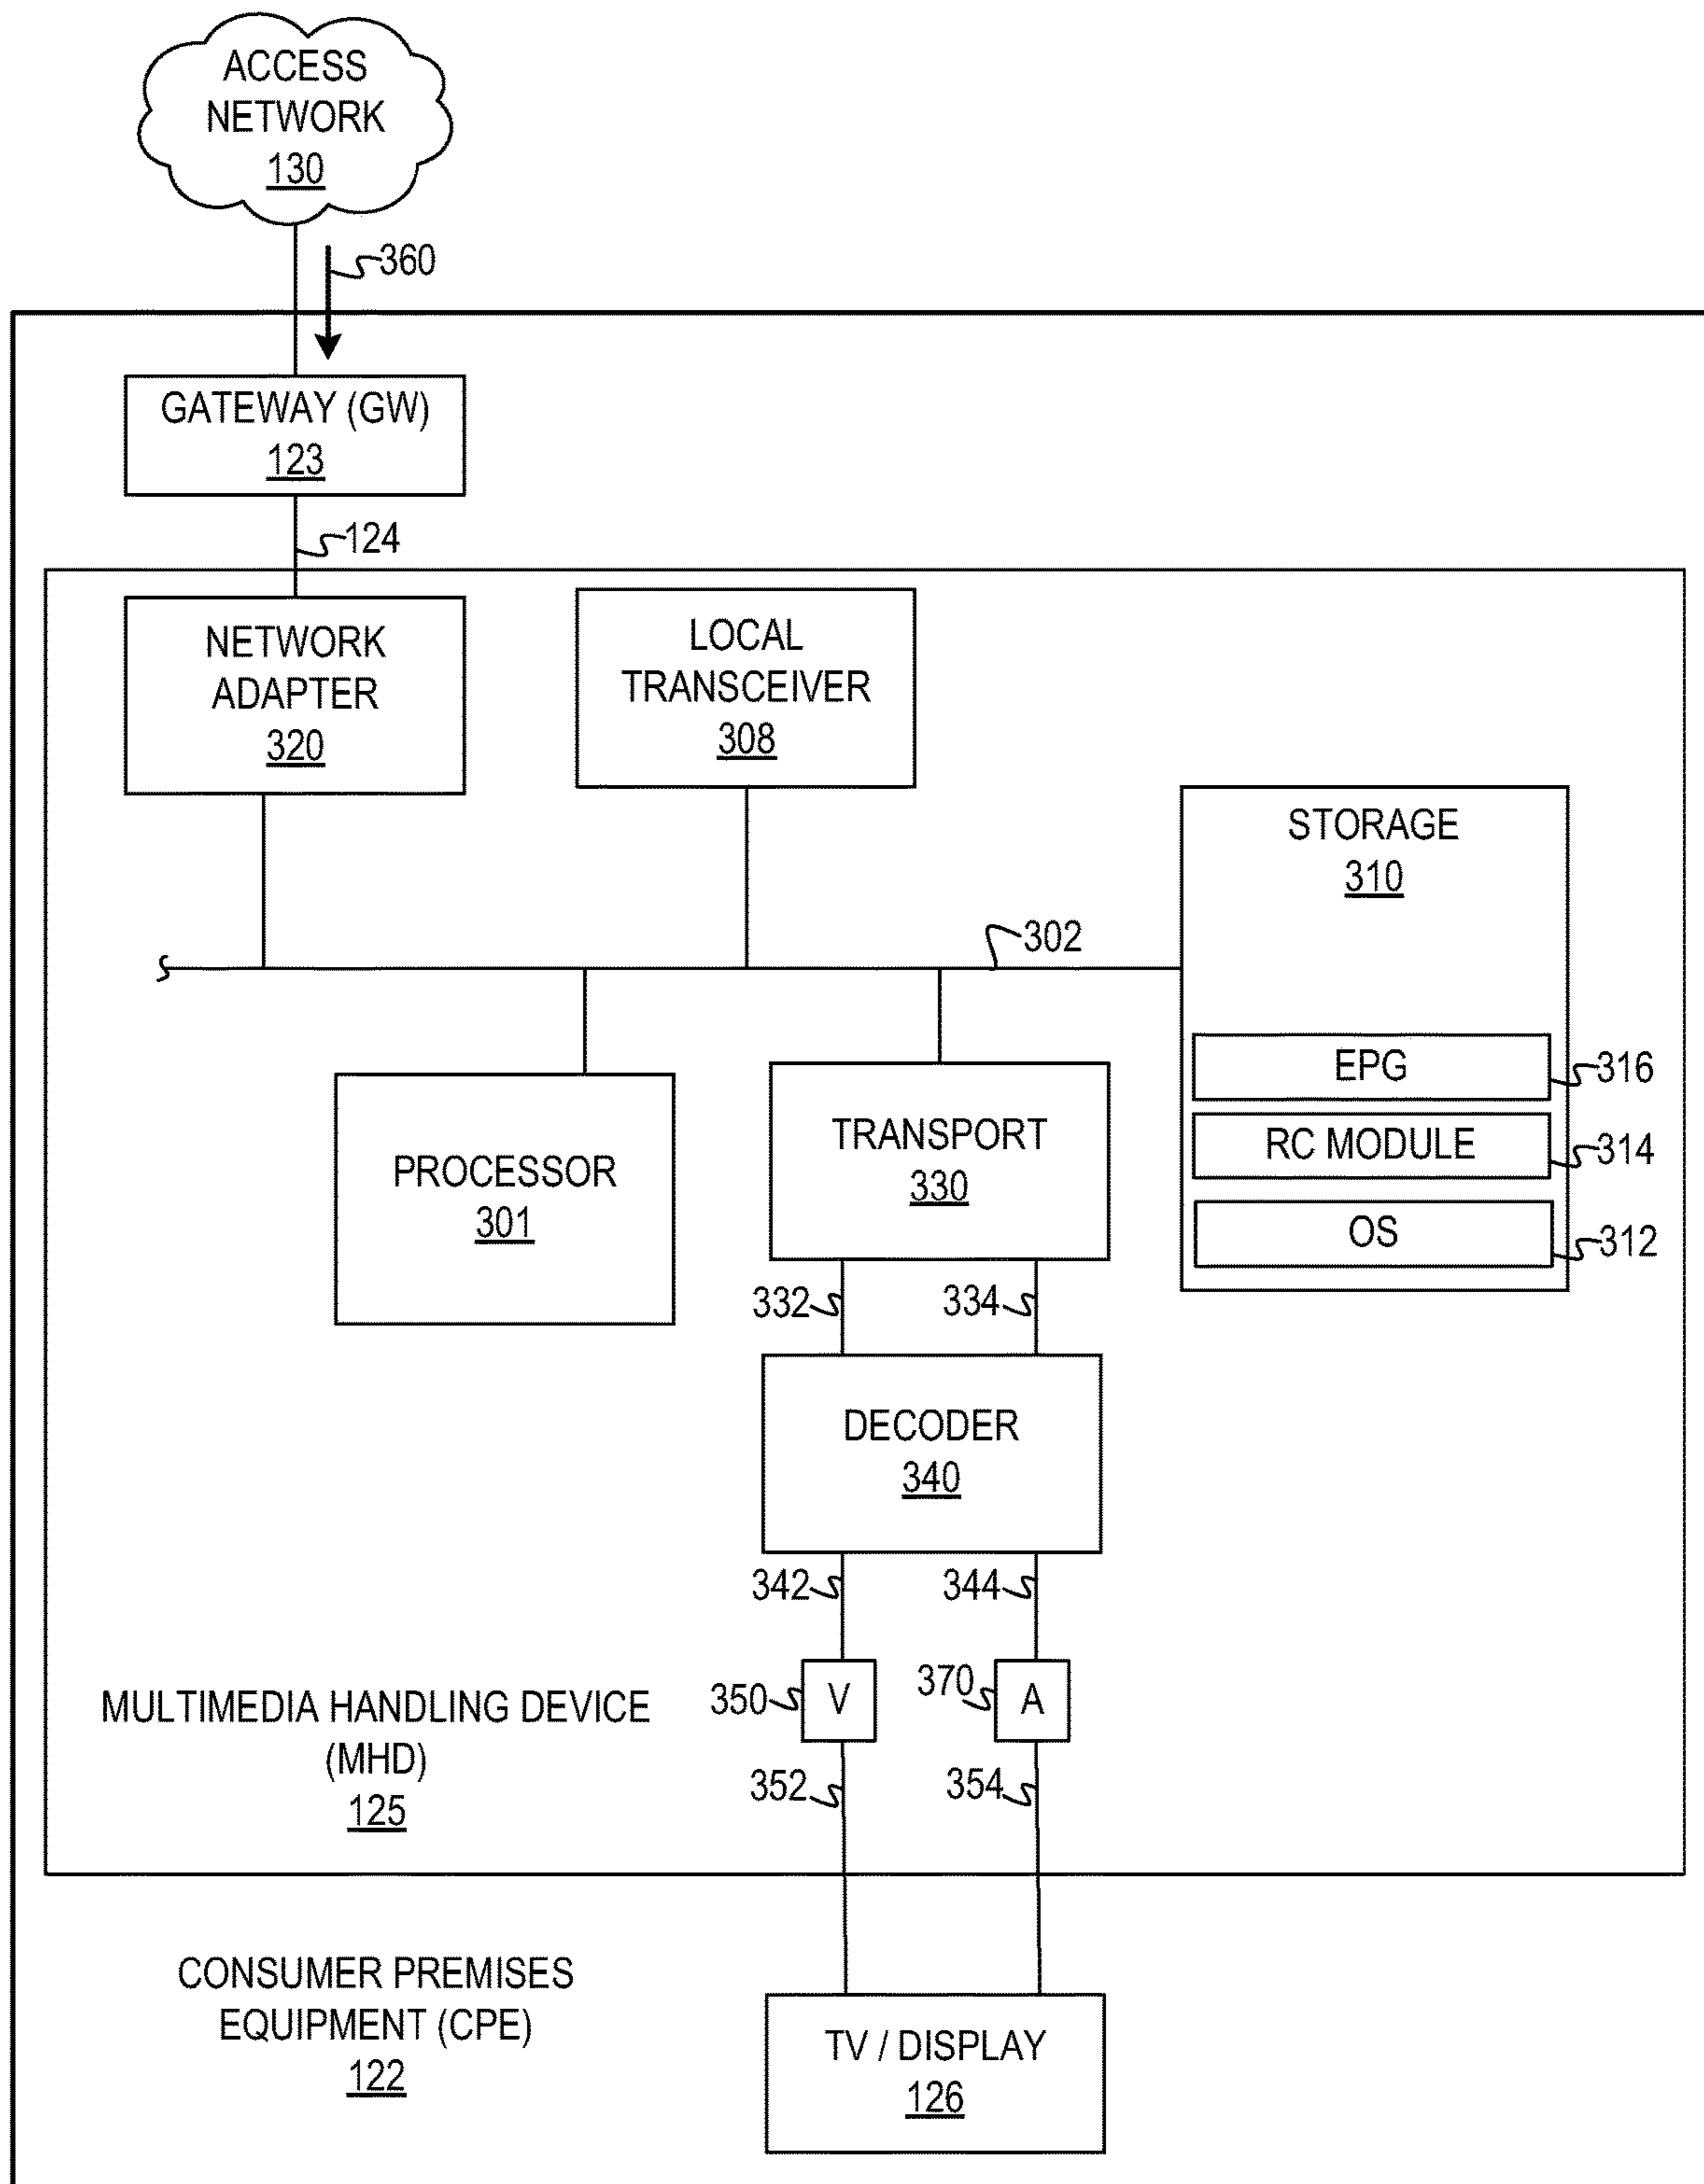 ACCESS
NETWORK
130
360
GATEWAY (GW)
123
124
NETWORK
ADAPTER
320
LOCAL
TRANSCEIVER
308
STORAGE
310
302
EPG
316
RC MODULE
314
OS
312
PROCESSOR
301
TRANSPORT
330
332
334
DECODER
340
342
344
350
V
370
A
352
354
MULTIMEDIA HANDLING DEVICE
(MHD)
125
CONSUMER PREMISES
EQUIPMENT (CPE)
122
TV / DISPLAY
126